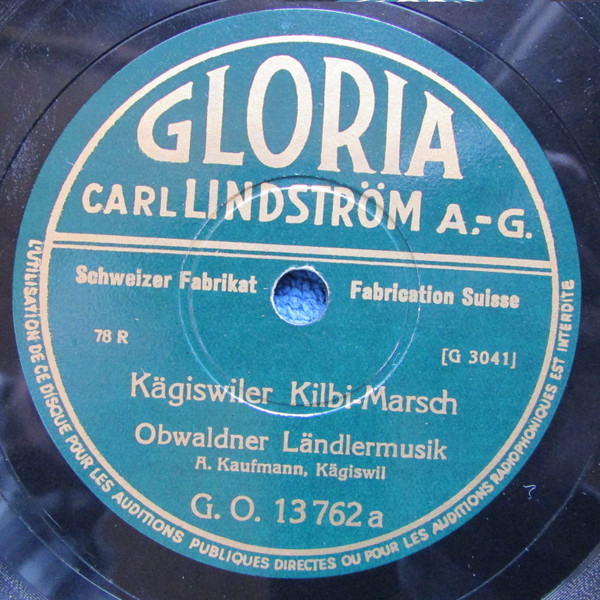 GLORIA
CARL LINDSTRÖM A.-G.
Schweizer Fabrikat
Fabrication Suisse
78 R
[G 3041]
Kägiswiler Kilbi-Marsch
Obwaldner Ländlermusik
A. Kaufmann, Kägiswil
G. O. 13762a
L'UTILISATION DE CE DISQUE POUR LES AUDITIONS PUBLIQUES DIRECTES OU POUR LES AUDITIONS RADIOPHONIQUES EST INTERDITE